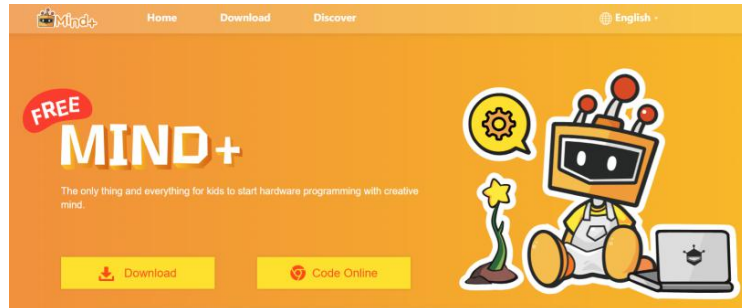 Mind+ Home Download Discover English
FREE
MIND+
The only thing and everything for kids to start hardware programming with creative
mind.
Download Code Online